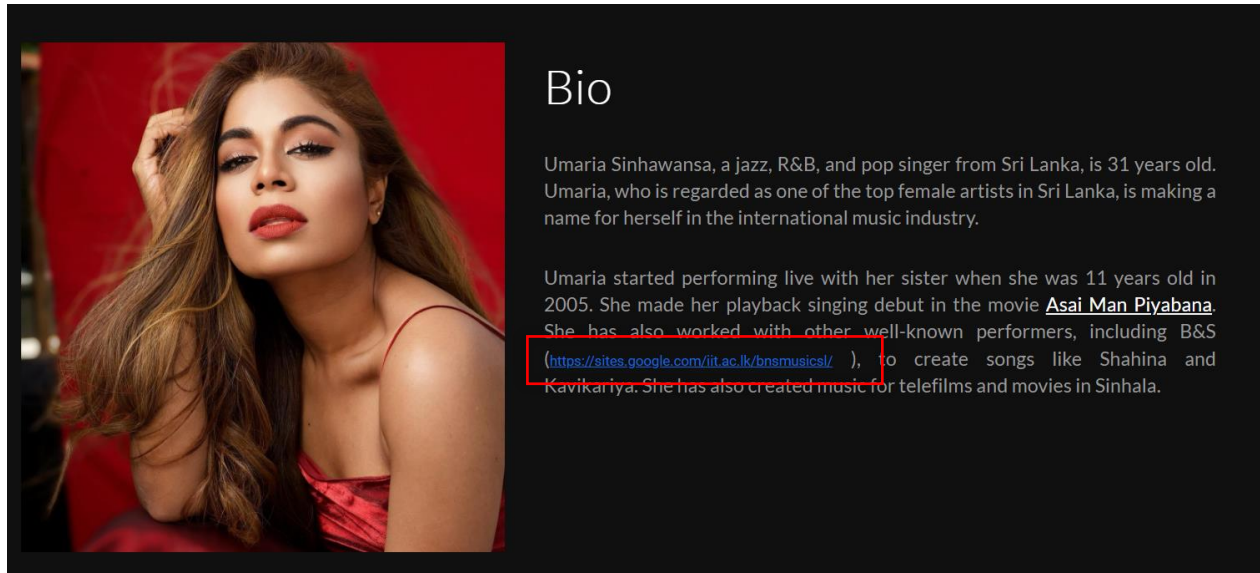 Bio
Umaria Sinhawansa, a jazz, R&B, and pop singer from Sri Lanka, is 31 years old.
Umaria, who is regarded as one of the top female artists in Sri Lanka, is making a
name for herself in the international music industry.
Umaria started performing live with her sister when she was 11 years old in
2005. She made her playback singing debut in the movie Asai Man Piyabana.
She has also worked with other well-known performers, including B&S
(https://sites.google.com/iit.ac.lk/bnsmusicsl/ ), to create songs like Shahina and
Kavikariya. She has also created music for telefilms and movies in Sinhala.